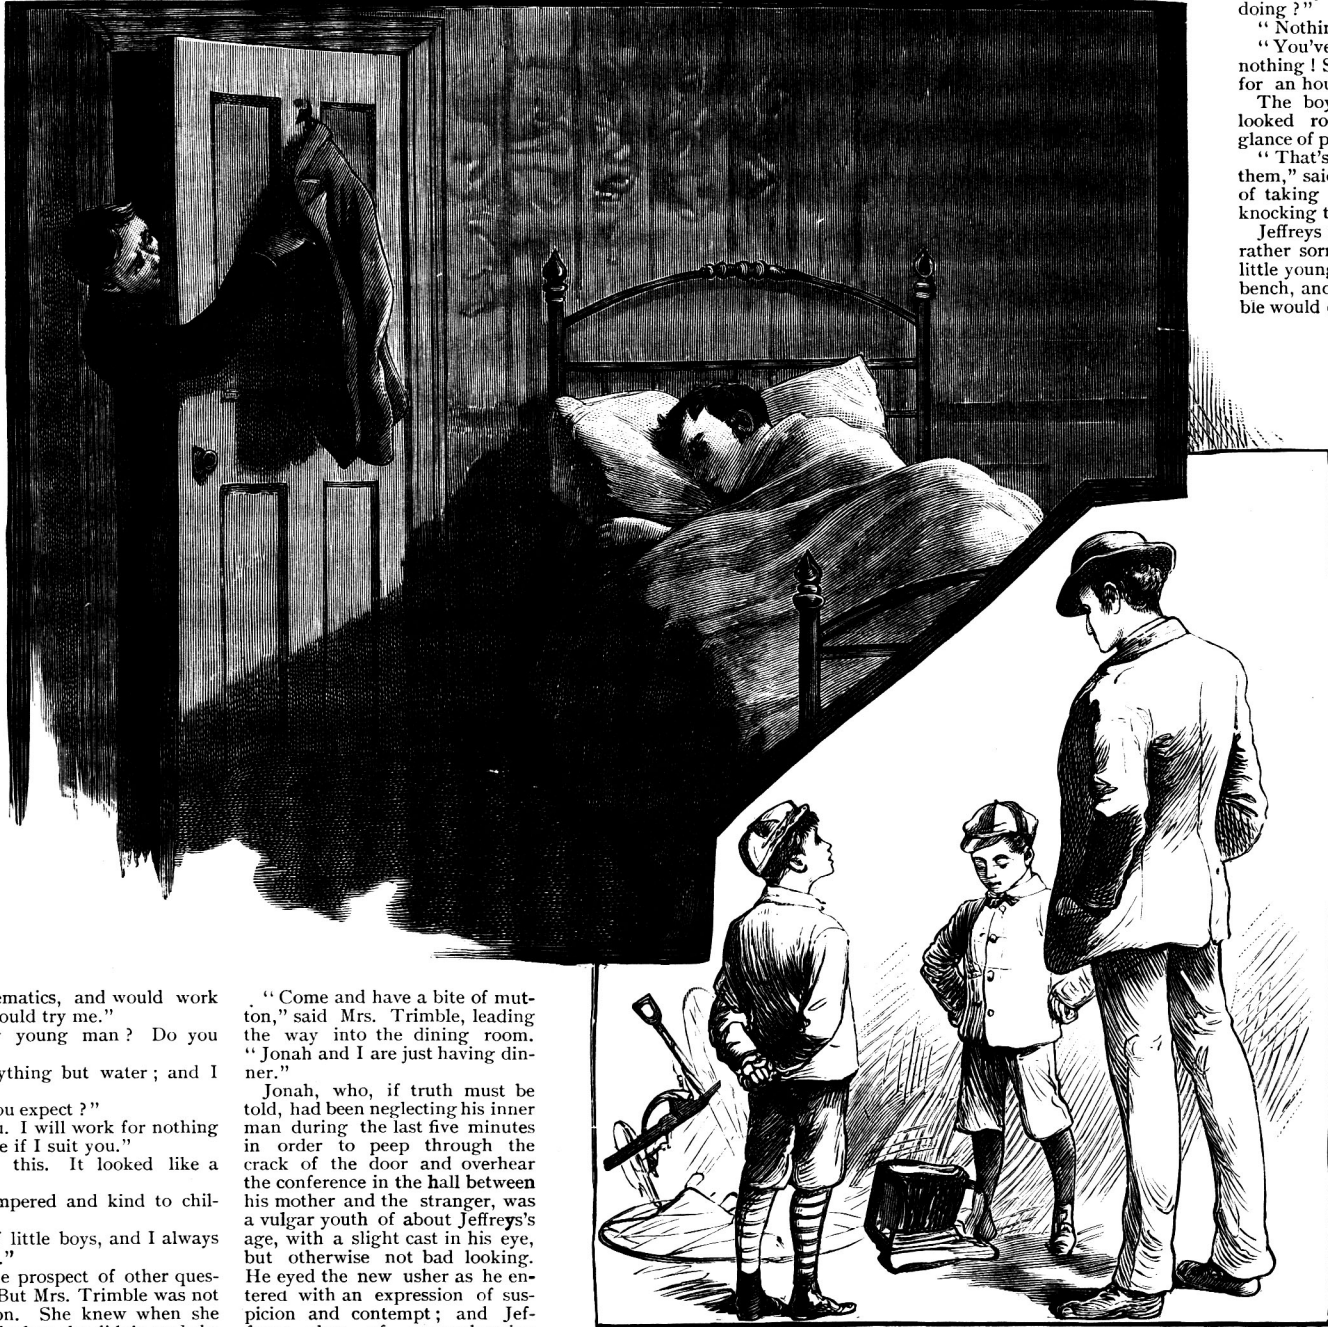 ematics, and would work
ould try me."
young man? Do you
ything but water; and I
ou expect?"
I will work for nothing
e if I suit you."
this. It looked like a
mpered and kind to chil-
little boys, and I always
."
e prospect of other ques-
But Mrs. Trimble was not
on. She knew when she
"Come and have a bite of mut-
ton," said Mrs. Trimble, leading
the way into the dining room.
"Jonah and I are just having din-
ner."
Jonah, who, if truth must be
told, had been neglecting his inner
man during the last five minutes
in order to peep through the
crack of the door and overhear
the conference in the hall between
his mother and the stranger, was
a vulgar youth of about Jeffreys's
age, with a slight cast in his eye,
but otherwise not bad looking.
He eyed the new usher as he en-
tered with an expression of sus-
picion and contempt; and Jef-
doing?"
"Nothin
"You've
nothing! S
for an hou
The boy
looked ro
glance of p
"That's
them," said
of taking
knocking t
Jeffreys
rather sorr
little young
bench, and
ble would